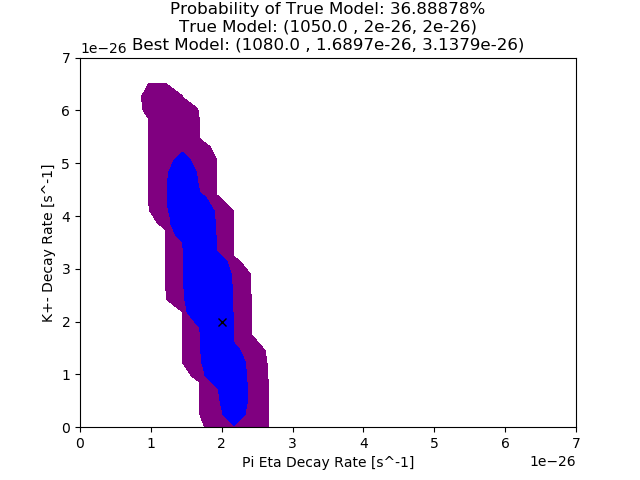 Probability of True Model: 36.88878%
True Model: (1050.0 , 2e-26, 2e-26)
Best Model: (1080.0 , 1.6897e-26, 3.1379e-26)
1e−26
7
6
5
4
3
2
1
0
K+- Decay Rate [s^-1]
0 1 2 3 4 5 6 7
Pi Eta Decay Rate [s^-1]
1e−26